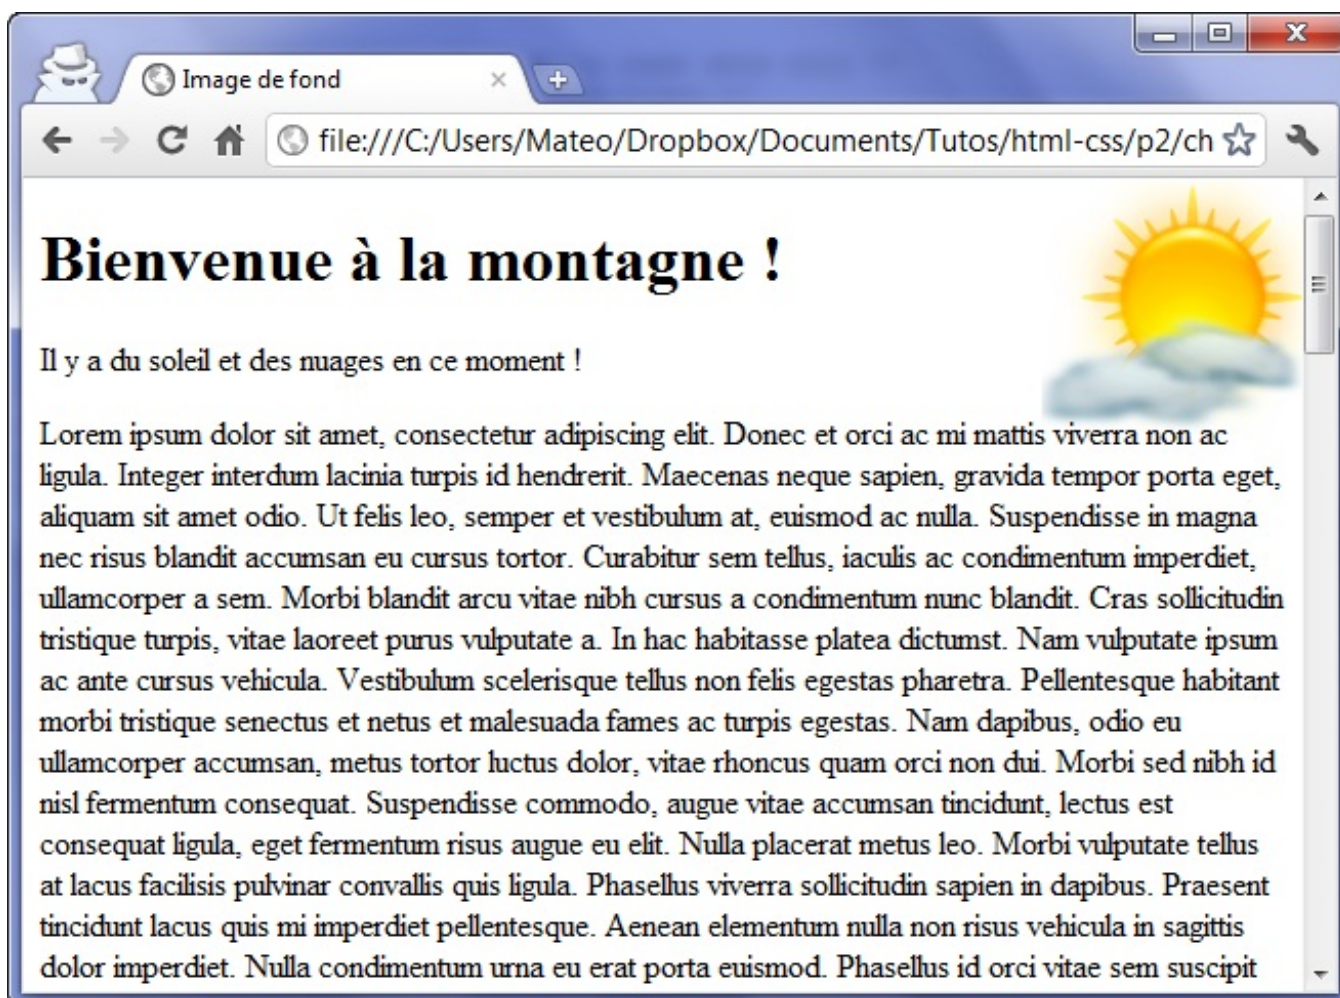 Image de fond
file:///C:/Users/Mateo/Dropbox/Documents/Tutos/html-css/p2/ch
Bienvenue à la montagne !
Il y a du soleil et des nuages en ce moment !
Lorem ipsum dolor sit amet, consectetur adipiscing elit. Donec et orci ac mi mattis viverra non ac
ligula. Integer interdum lacinia turpis id hendrerit. Maecenas neque sapien, gravida tempor porta eget,
aliquam sit amet odio. Ut felis leo, semper et vestibulum at, euismod ac nulla. Suspendisse in magna
nec risus blandit accumsan eu cursus tortor. Curabitur sem tellus, iaculis ac condimentum imperdiet,
ullamcorper a sem. Morbi blandit arcu vitae nibh cursus a condimentum nunc blandit. Cras sollicitudin
tristique turpis, vitae laoreet purus vulputate a. In hac habitasse platea dictumst. Nam vulputate ipsum
ac ante cursus vehicula. Vestibulum scelerisque tellus non felis egestas pharetra. Pellentesque habitant
morbi tristique senectus et netus et malesuada fames ac turpis egestas. Nam dapibus, odio eu
ullamcorper accumsan, metus tortor luctus dolor, vitae rhoncus quam orci non dui. Morbi sed nibh id
nisl fermentum consequat. Suspendisse commodo, augue vitae accumsan tincidunt, lectus est
consequat ligula, eget fermentum risus augue eu elit. Nulla placerat metus leo. Morbi vulputate tellus
at lacus facilisis pulvinar convallis quis ligula. Phasellus viverra sollicitudin sapien in dapibus. Praesent
tincidunt lacus quis mi imperdiet pellentesque. Aenean elementum nulla non risus vehicula in sagittis
dolor imperdiet. Nulla condimentum urna eu erat porta euismod. Phasellus id orci vitae sem suscipit